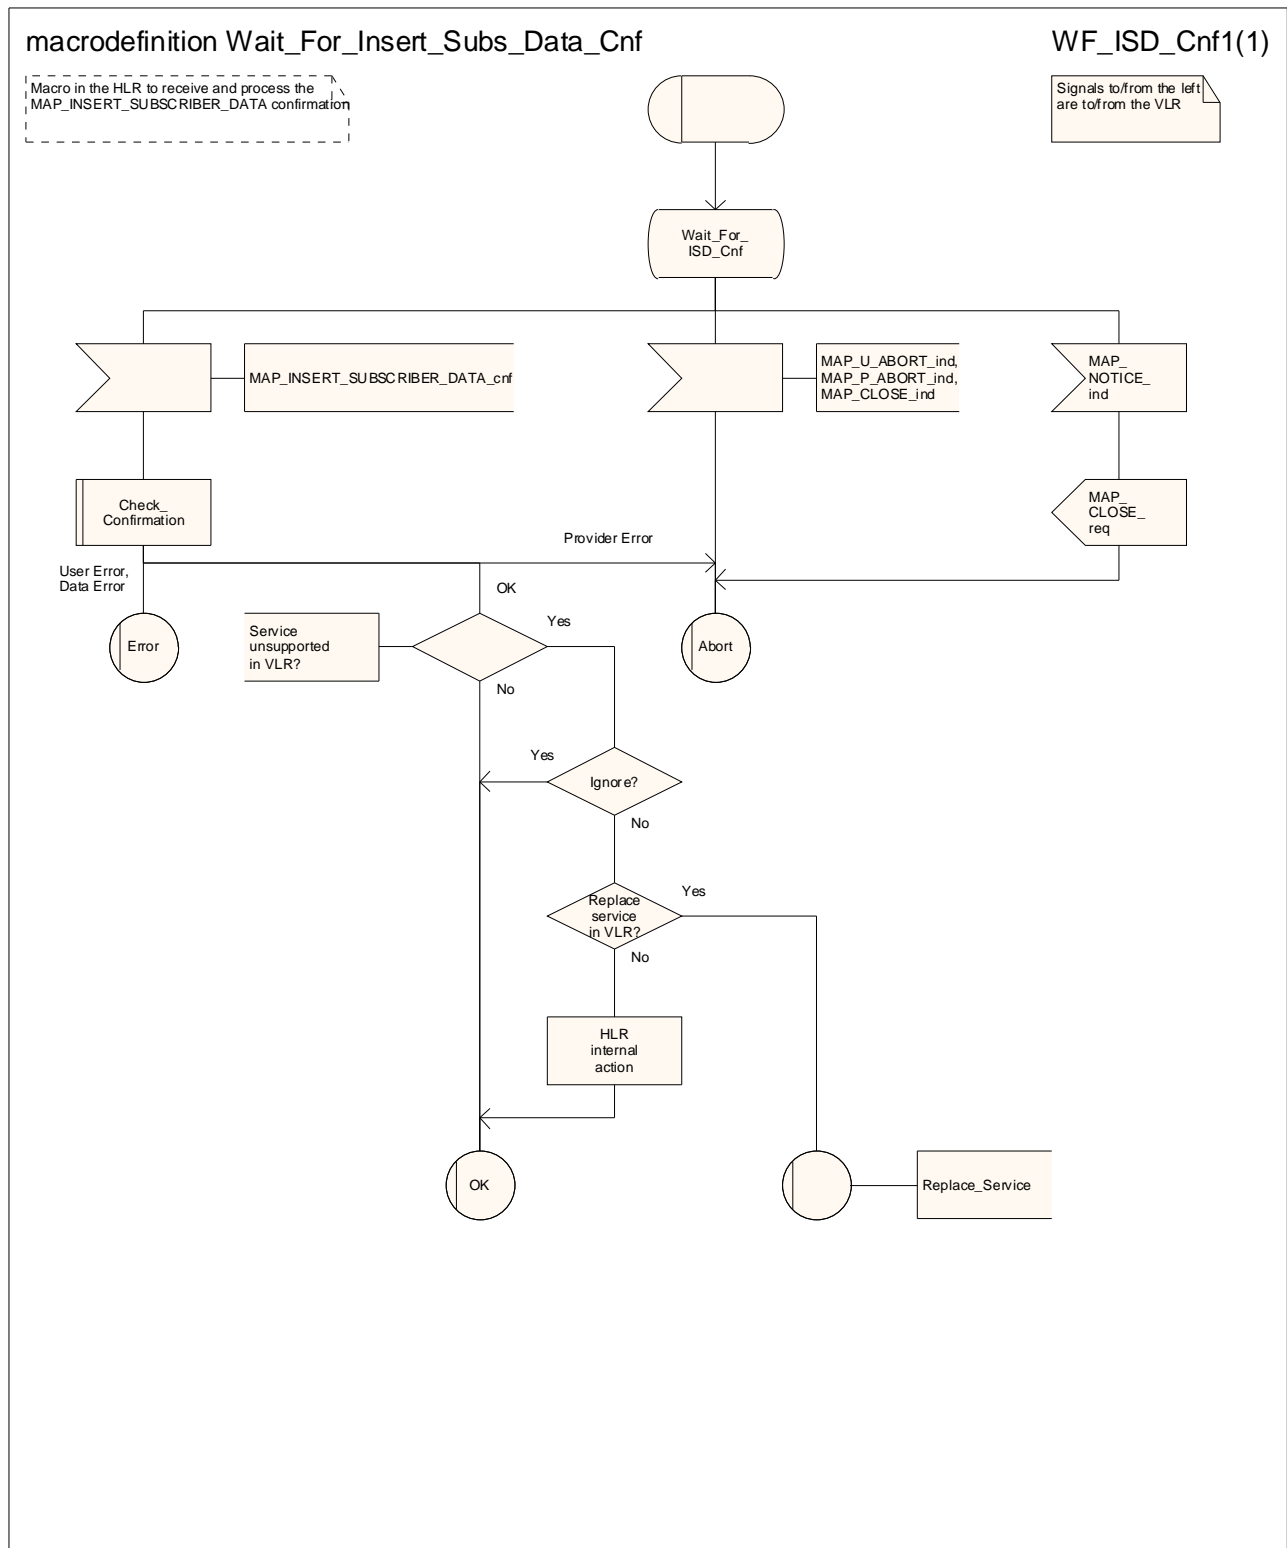 macrodefinition Wait_For_Insert_Subs_Data_Cnf
WF_ISD_Cnf1(1)
Macro in the HLR to receive and process the
MAP_INSERT_SUBSCRIBER_DATA confirmation
Signals to/from the left
are to/from the VLR
Wait_For_
ISD_Cnf
MAP_INSERT_SUBSCRIBER_DATA_cnf
MAP_U_ABORT_ind,
MAP_P_ABORT_ind,
MAP_CLOSE_ind
MAP_
NOTICE_
ind
Check_
Confirmation
MAP_
CLOSE_
req
Provider Error
User Error,
Data Error
OK
Error
Service
unsupported
in VLR?
Yes
Abort
No
Yes
Ignore?
No
Replace
service
in VLR?
Yes
No
HLR
internal
action
OK
Replace_Service